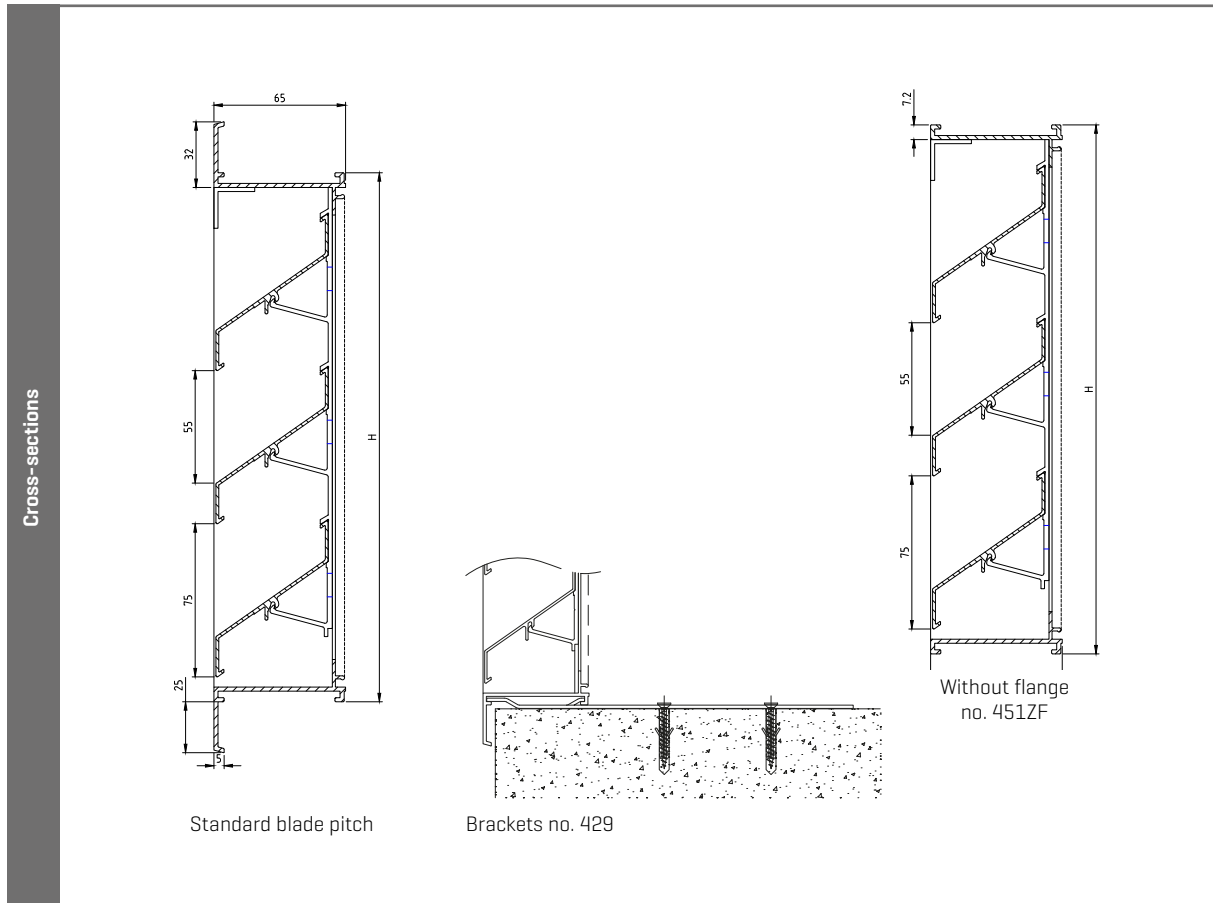 Cross-sections
65
32
55
75
25
5
H
Standard blade pitch
Brackets no. 429
7.2
55
75
H
Without flange
no. 451ZF